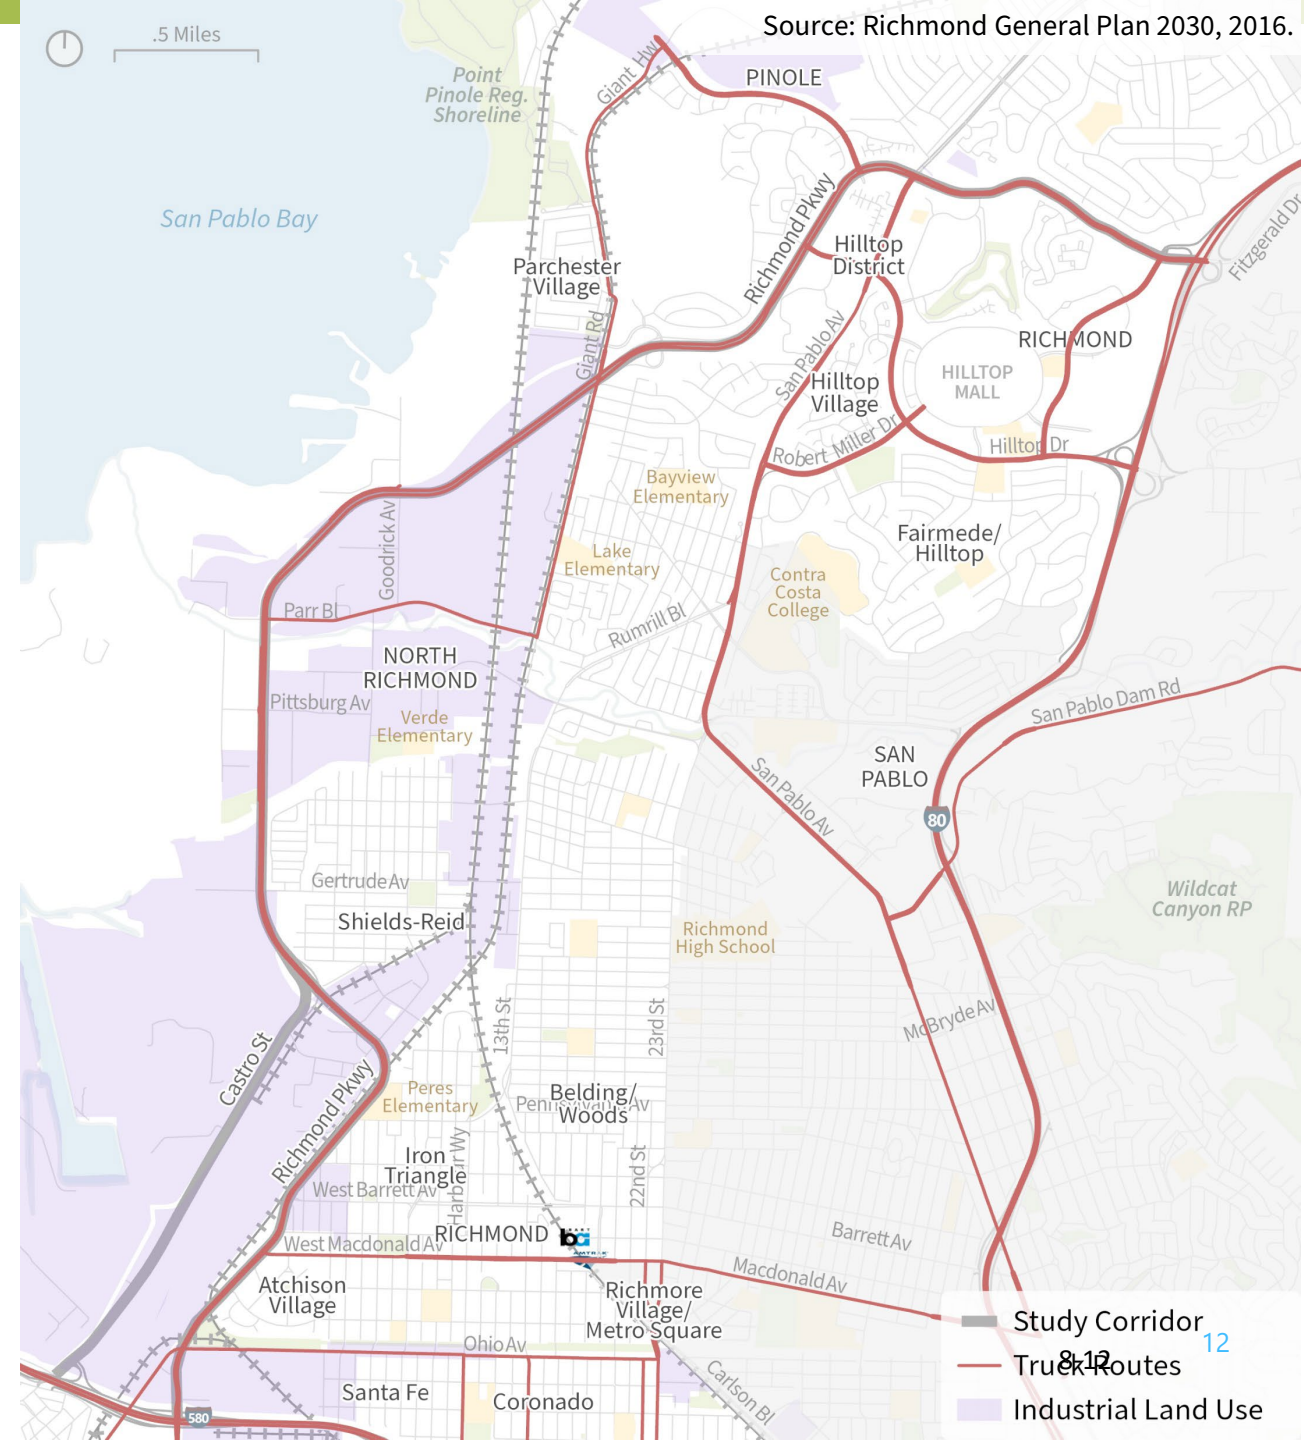 Source: Richmond General Plan 2030, 2016.
.5 Miles
Point
Pinole Reg.
Shoreline
Giant Hw
PINOLE
San Pablo Bay
Richmond Pkwy
Parchester
Village
Hilltop
District
Fitzgerald Dr
Giant Rd
San Pablo Av
RICHMOND
Hilltop
Village
HILLTOP
MALL
Robert Miller Dr
Hilltop Dr
Bayview
Elementary
Goodrick Av
Fairmede/
Hilltop
Lake
Elementary
Contra
Costa
College
Parr Bl
Rumrill Bl
NORTH
RICHMOND
Pittsburg Av
Verde
Elementary
San Pablo Dam Rd
SAN
PABLO
San Pablo Av
80
Gertrude Av
Shields-Reid
Wildcat
Canyon RP
Richmond
High School
13th St
23rd St
McBryde Av
Castro St
Richmond Pkwy
Peres
Elementary
Belding/
Woods
Pennsylvania Av
Iron
Triangle
Harbour Wy
22nd St
West Barrett Av
RICHMOND
ba
AMTRAK
Barrett Av
West Macdonald Av
Macdonald Av
Atchison
Village
Richmore
Village/
Metro Square
Ohio Av
Carlson Bl
Santa Fe
Coronado
580
Study Corridor
12
8-12
Truck Routes
Industrial Land Use